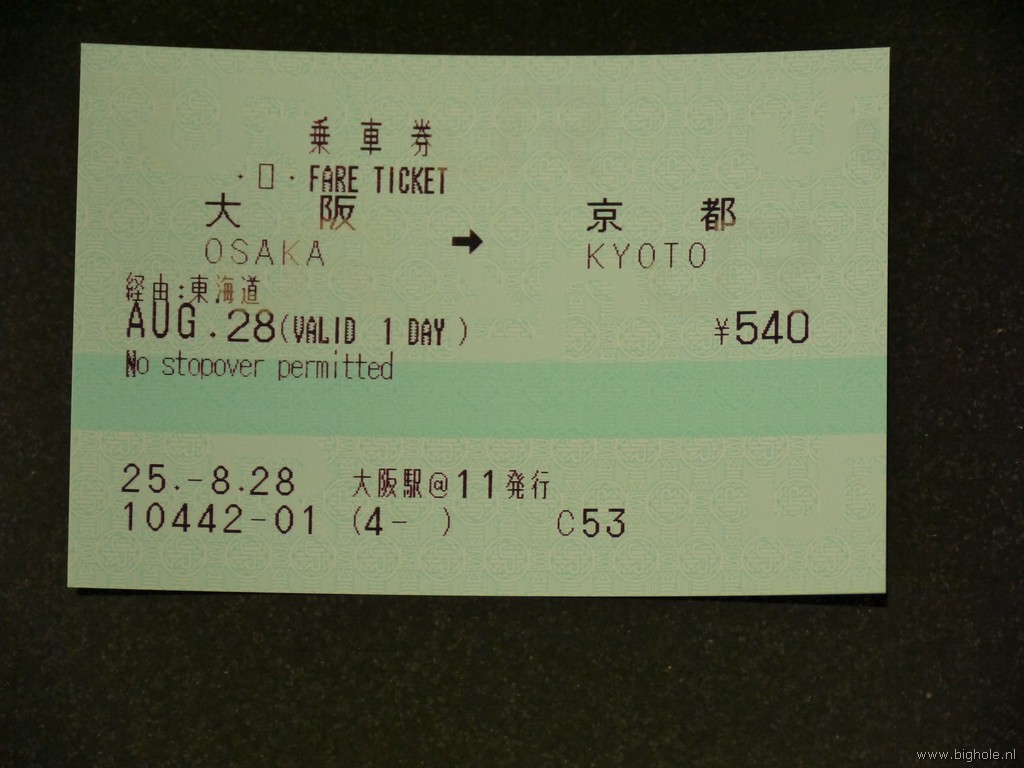 乗車券
・□・FARE TICKET
大阪 → 京都
OSAKA KYOTO
経由:東海道
AUG.28(VALID 1 DAY) ¥540
No stopover permitted
25.-8.28 大阪駅@11発行
10442-01 (4- ) C53
www.bighole.nl